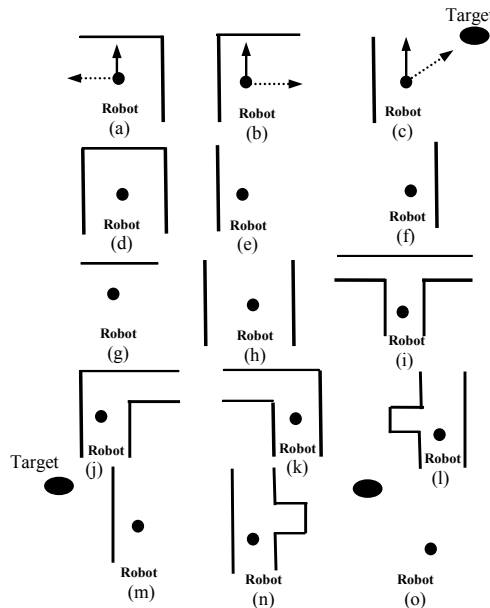 Target
Robot
(a)
Robot
(b)
Robot
(c)
Robot
(d)
Robot
(e)
Robot
(f)
Robot
(g)
Robot
(h)
Robot
(i)
Robot
(j)
Robot
(k)
Robot
(l)
Target
Robot
(m)
Robot
(n)
Robot
(o)